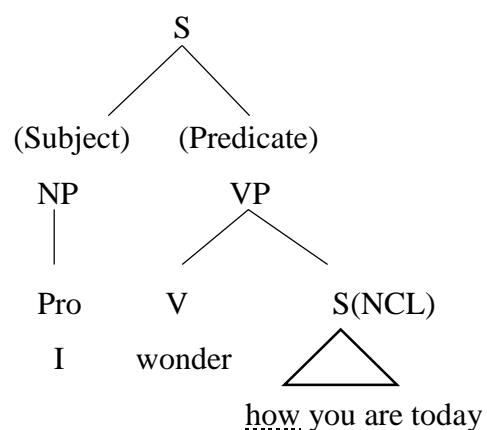 S
(Subject) (Predicate)
NP VP
Pro V S(NCL)
I wonder
how you are today